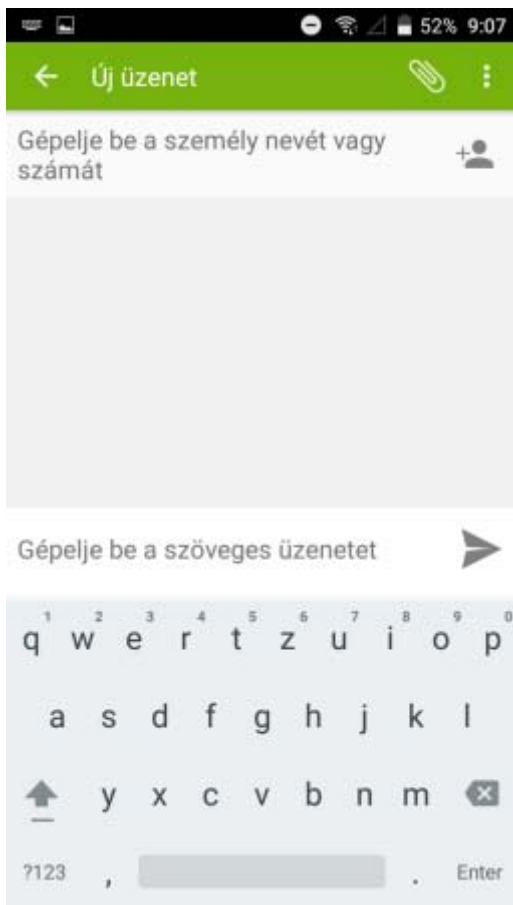 52% 9:07
Új üzenet
Gépelje be a személy nevét vagy
számát
Gépelje be a szöveges üzenetet
1 2 3 4 5 6 7 8 9 0
q w e r t z u i o p
a s d f g h j k l
y x c v b n m
?123 , . Enter